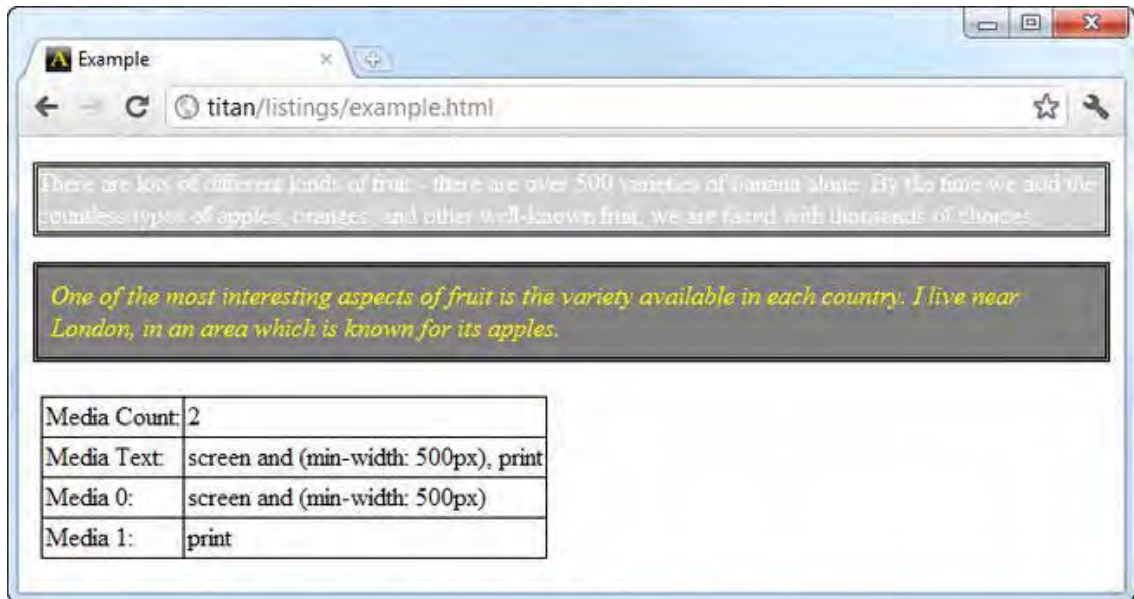 Example
titan/listings/example.html
There are lots of different kinds of fruit - there are over 500 varieties of banana alone. By the time we add the
countless types of apples, oranges, and other well-known fruit, we are faced with thousands of choices.
One of the most interesting aspects of fruit is the variety available in each country. I live near
London, in an area which is known for its apples.
Media Count: 2
Media Text: screen and (min-width: 500px), print
Media 0: screen and (min-width: 500px)
Media 1: print